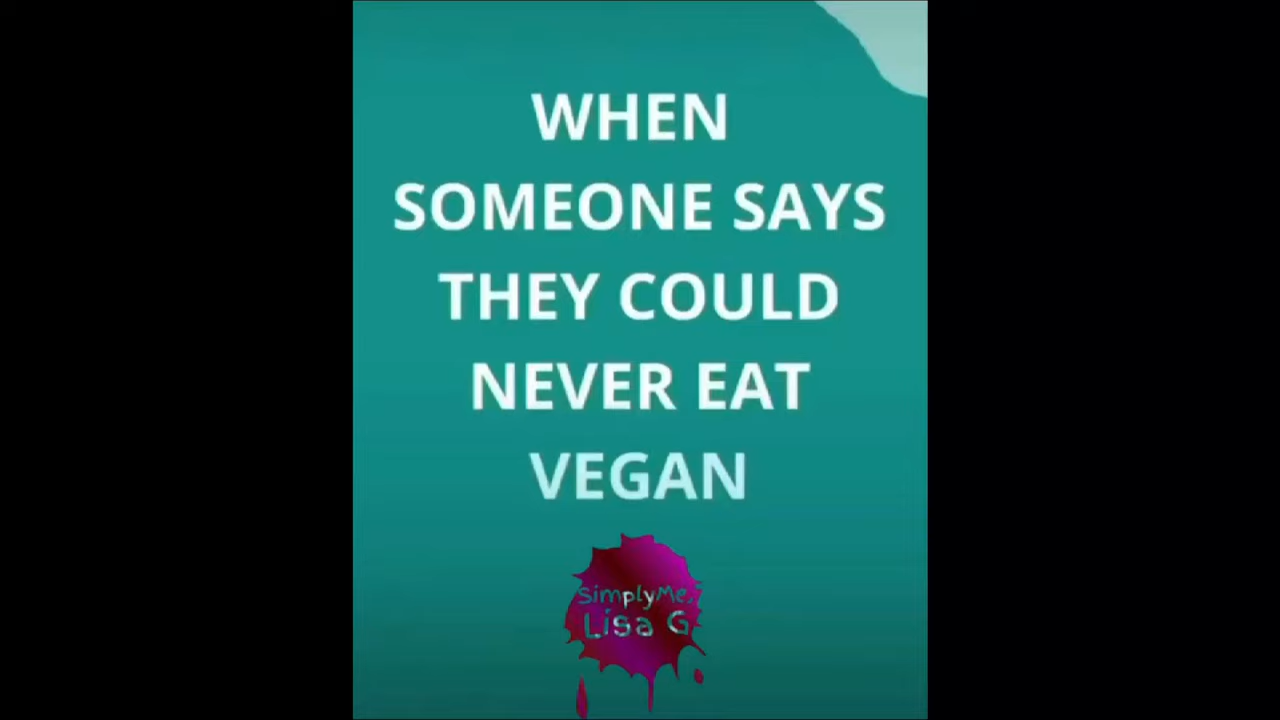 WHEN
SOMEONE SAYS
THEY COULD
NEVER EAT
VEGAN
SimplyMe,
Lisa G